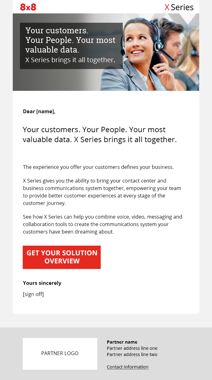 8x8 X Series
Your customers.
Your People. Your most
valuable data.
X Series brings it all together.
Dear [name],
Your customers. Your People. Your most
valuable data. X Series brings it all together.
The experience you offer your customers defines your business.
X Series gives you the ability to bring your contact center and
business communications system together, empowering your team
to provide better customer experiences at every stage of the
customer journey.
See how X Series can help you combine voice, video, messaging and
collaboration tools to create the communications system your
customers have been dreaming about.
GET YOUR SOLUTION
OVERVIEW
Yours sincerely
[sign off]
PARTNER LOGO
Partner name
Partner address line one
Partner address line two
Contact information